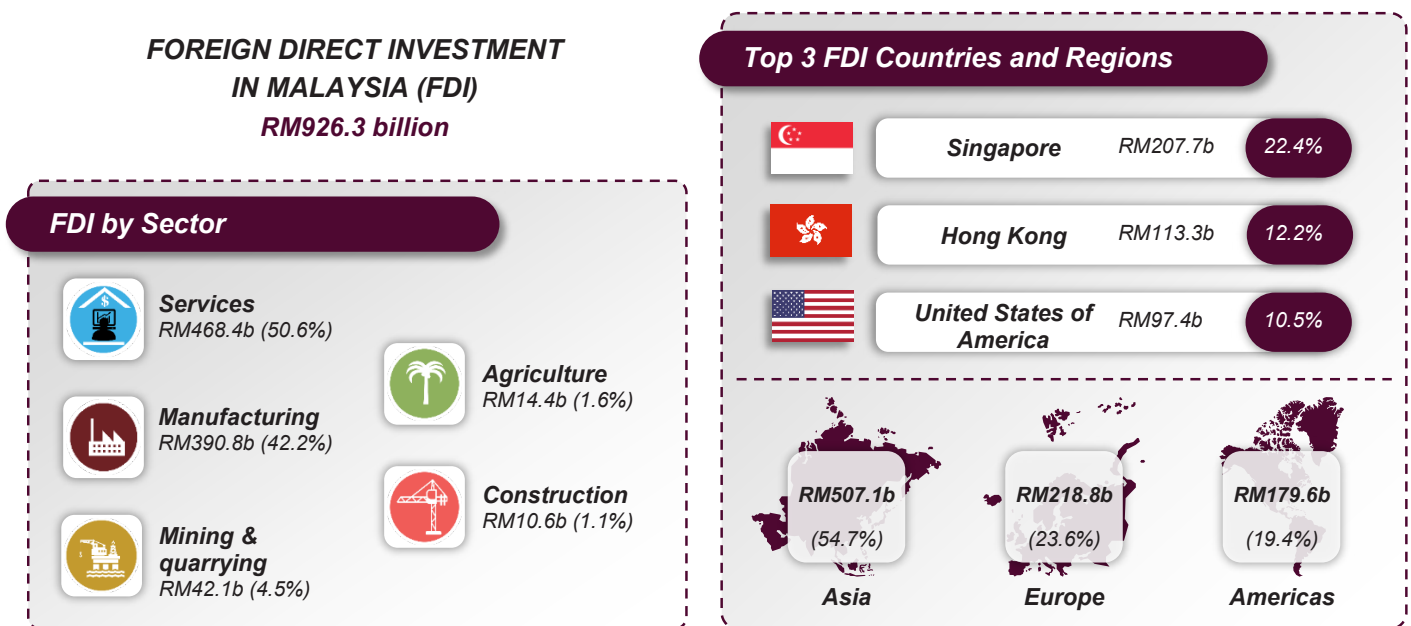 FOREIGN DIRECT INVESTMENT
IN MALAYSIA (FDI)
RM926.3 billion
FDI by Sector
Services
RM468.4b (50.6%)
Manufacturing
RM390.8b (42.2%)
Mining &
quarrying
RM42.1b (4.5%)
Agriculture
RM14.4b (1.6%)
Construction
RM10.6b (1.1%)
Top 3 FDI Countries and Regions
Singapore RM207.7b 22.4%
Hong Kong RM113.3b 12.2%
United States of
America RM97.4b 10.5%
RM507.1b
(54.7%)
Asia
RM218.8b
(23.6%)
Europe
RM179.6b
(19.4%)
Americas